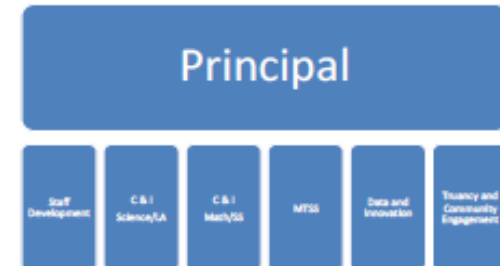 Principal
Staff
Development
C & I
Science/LA
C & I
Math/SS
MTSS
Data and
Innovation
Truancy and
Community
Engagement